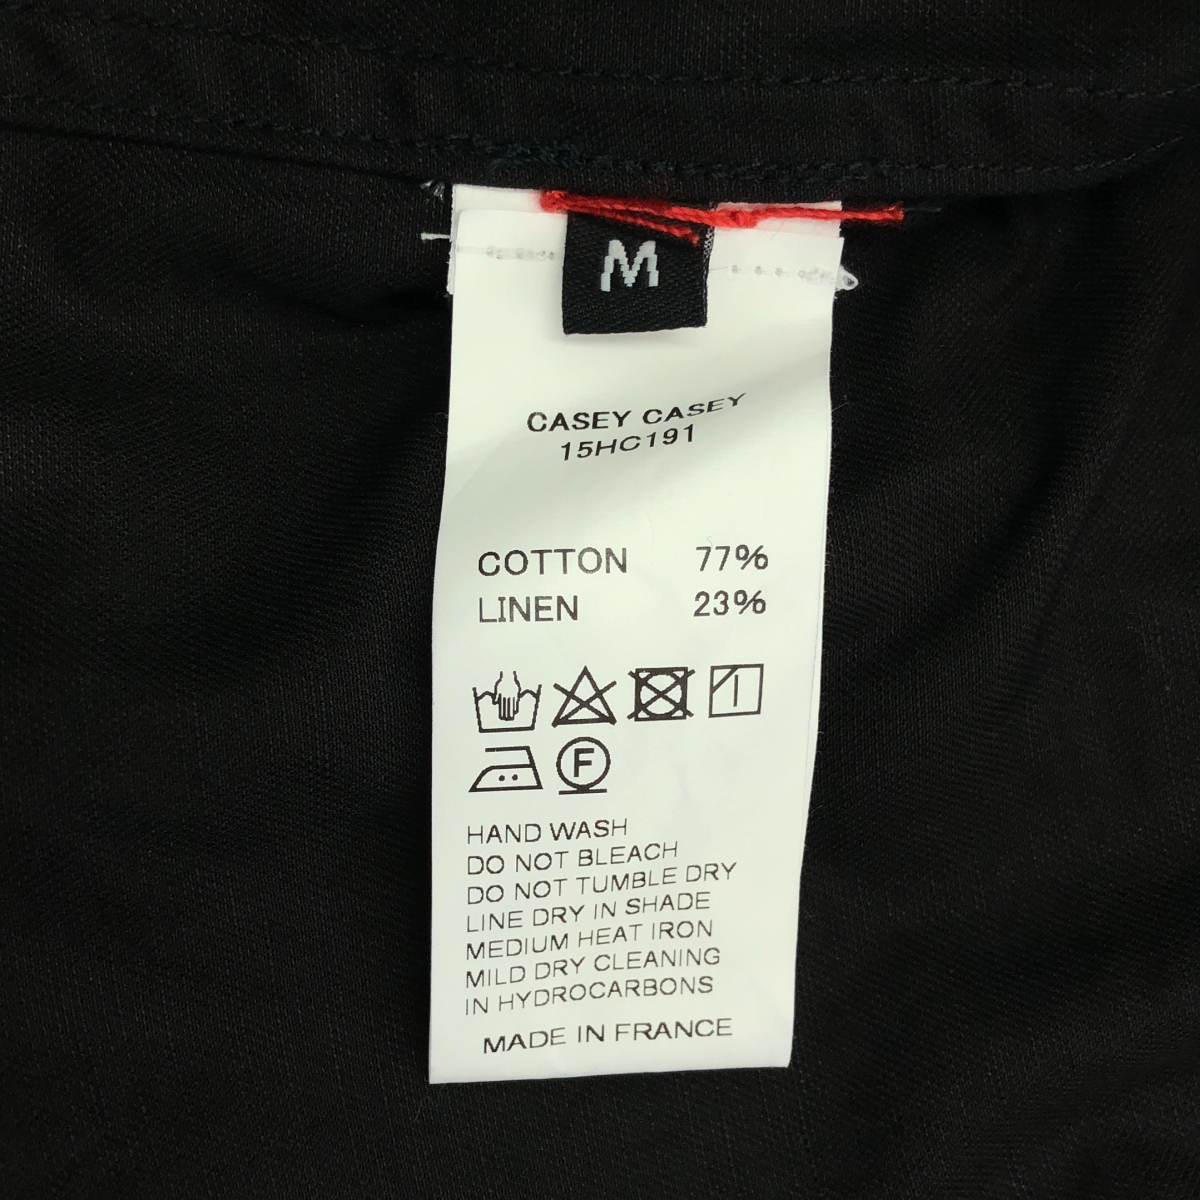 M
CASEY CASEY
15HC191
COTTON 77%
LINEN 23%
F
HAND WASH
DO NOT BLEACH
DO NOT TUMBLE DRY
LINE DRY IN SHADE
MEDIUM HEAT IRON
MILD DRY CLEANING
IN HYDROCARBONS
MADE IN FRANCE